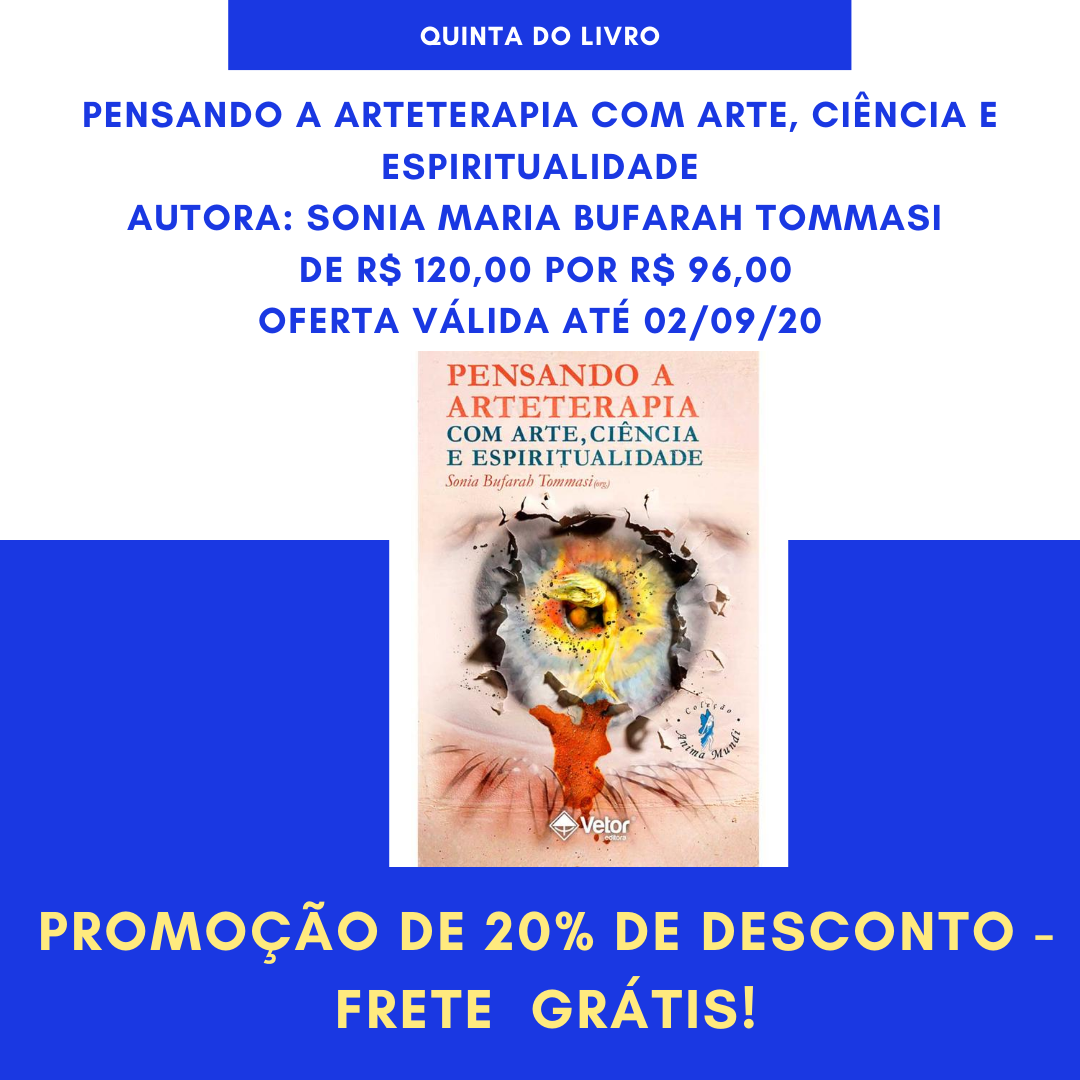 QUINTA DO LIVRO
PENSANDO A ARTETERAPIA COM ARTE, CIÊNCIA E
ESPIRITUALIDADE
AUTORA: SONIA MARIA BUFARAH TOMMASI
DE R$ 120,00 POR R$ 96,00
OFERTA VÁLIDA ATÉ 02/09/20
PENSANDO A
ARTETERAPIA
COM ARTE, CIÊNCIA
E ESPIRITUALIDADE
Sonia Bufarah Tommasi (org.)
Coleção
Anima Mundi
Vetor
editora
PROMOÇÃO DE 20% DE DESCONTO -
FRETE GRÁTIS!